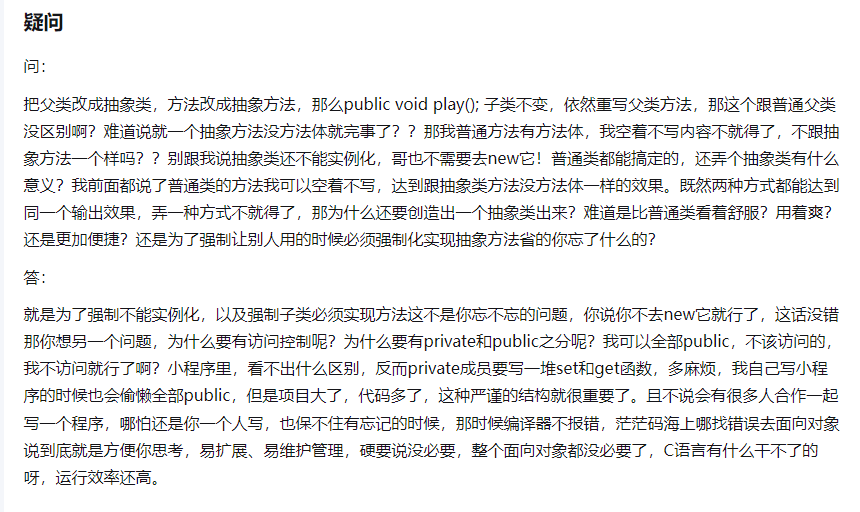 疑问
问：
把父类改成抽象类，方法改成抽象方法，那么public void play(); 子类不变，依然重写父类方法，那这个跟普通父类
没区别啊？难道说就一个抽象方法没方法体就完事了？？那我普通方法有方法体，我空着不写内容不就得了，不跟抽
象方法一个样吗？？别跟我说抽象类还不能实例化，哥也不需要去new它！普通类都能搞定的，还弄个抽象类有什么
意义？我前面都说了普通类的方法我可以空着不写，达到跟抽象类方法没方法体一样的效果。既然两种方式都能达到
同一个输出效果，弄一种方式不就得了，那为什么还要创造出一个抽象类出来？难道是比普通类看着舒服？用着爽？
还是更加便捷？还是为了强制让别人用的时候必须强制化实现抽象方法省的你忘了什么的？
答：
就是为了强制不能实例化，以及强制子类必须实现方法这不是你忘不忘的问题，你说你不去new它就行了，这话没错
那你想另一个问题，为什么要有访问控制呢？为什么要有private和public之分呢？我可以全部public，不该访问的，
我不访问就行了啊？小程序里，看不出什么区别，反而private成员要写一堆set和get函数，多麻烦，我自己写小程
序的时候也会偷懒全部public，但是项目大了，代码多了，这种严谨的结构就很重要了。且不说会有很多人合作一起
写一个程序，哪怕还是你一个人写，也保不住有忘记的时候，那时候编译器不报错，茫茫码海上哪找错误去面向对象
说到底就是方便你思考，易扩展、易维护管理，硬要说没必要，整个面向对象都没必要了，C语言有什么干不了的
呀，运行效率还高。